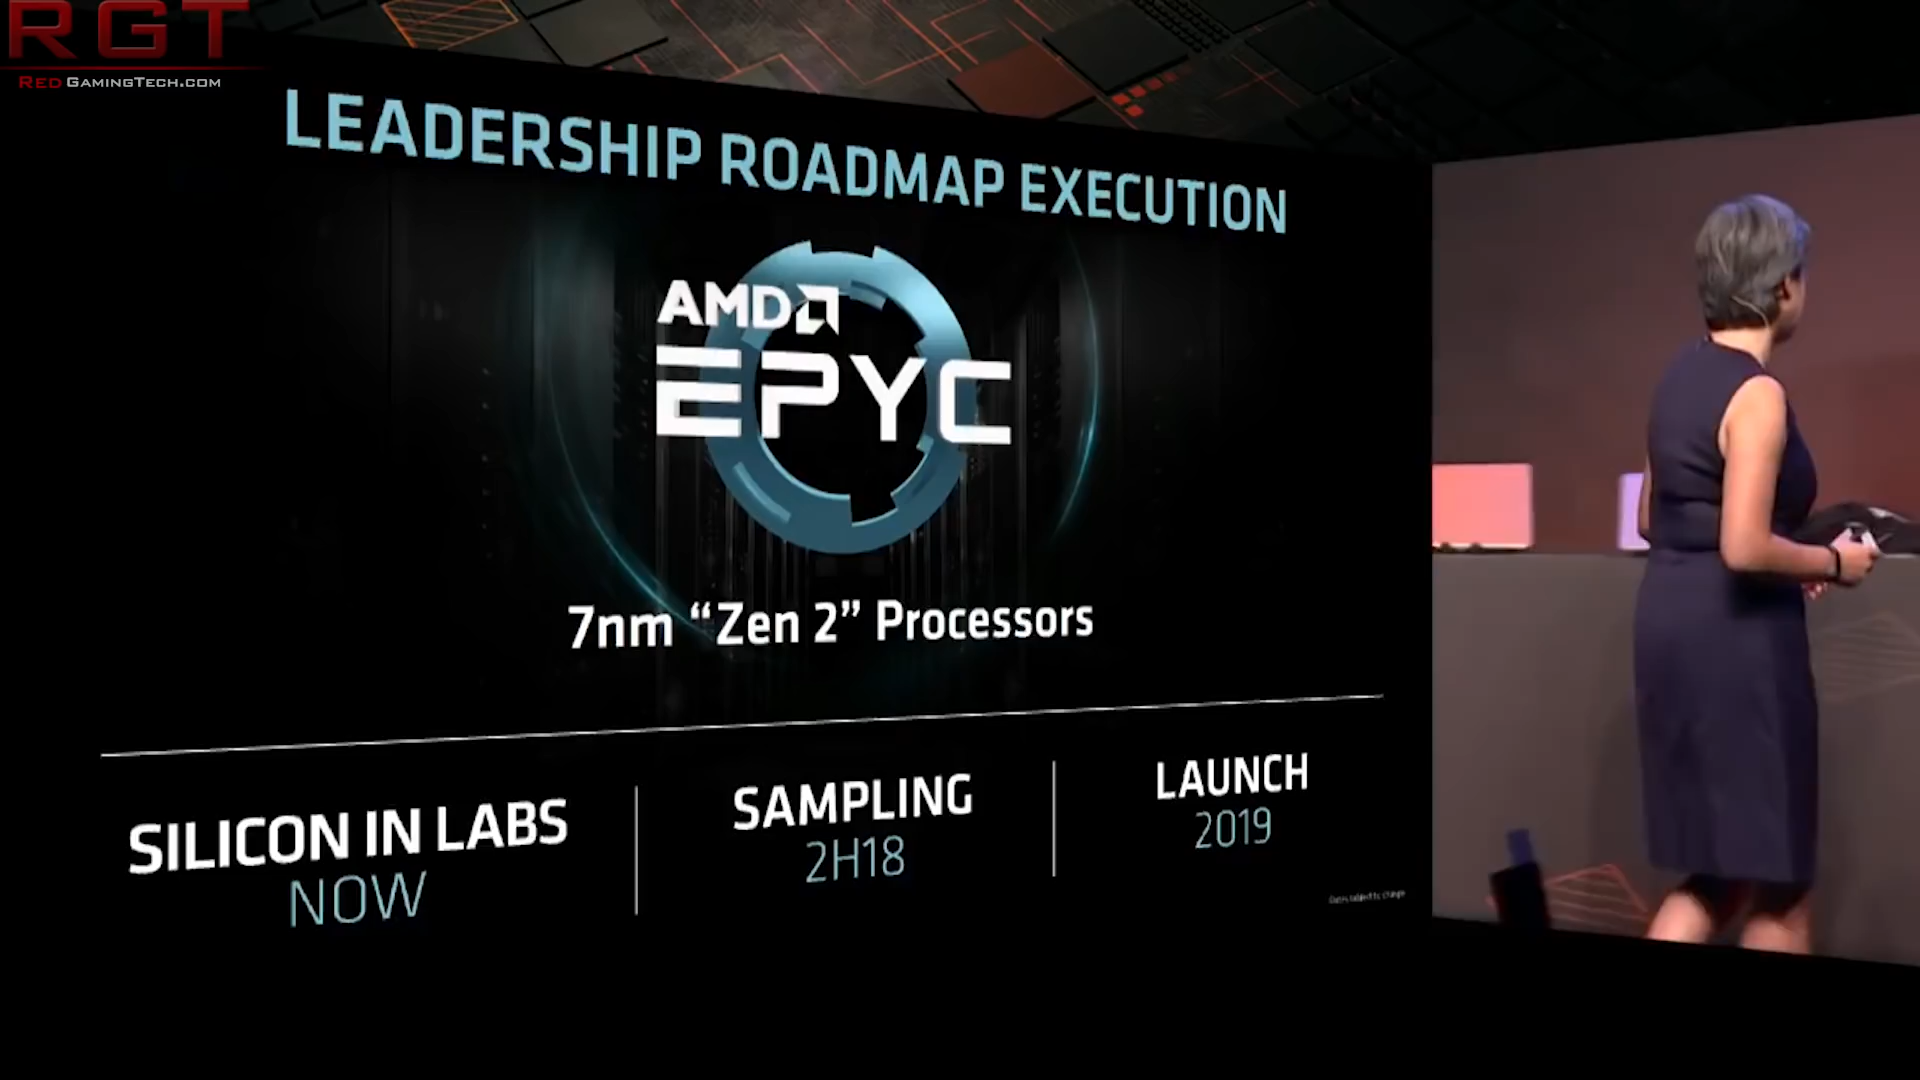 RGT
RED GAMINGTECH.COM
LEADERSHIP ROADMAP EXECUTION
AMD
EPYC
7nm “Zen 2” Processors
SILICON IN LABS
NOW
SAMPLING
2H18
LAUNCH
2019